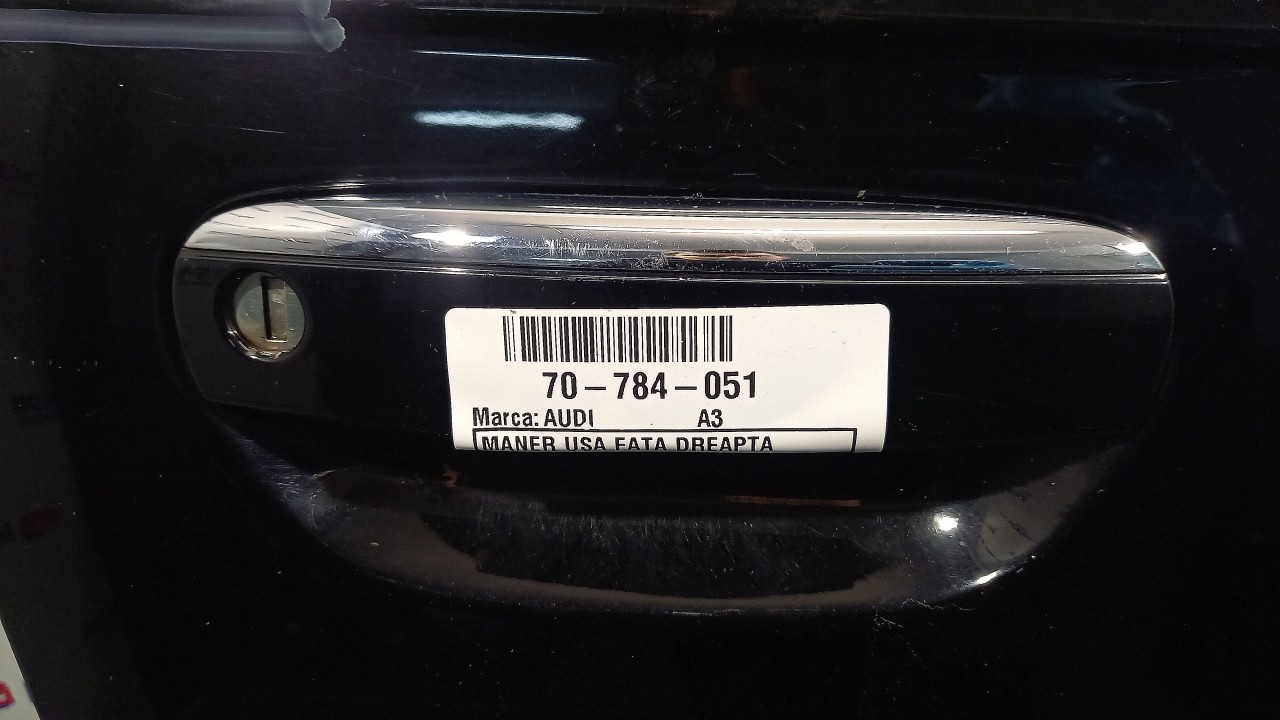 70-784-051
Marca: AUDI A3
MANER USA FATA DREAPTA